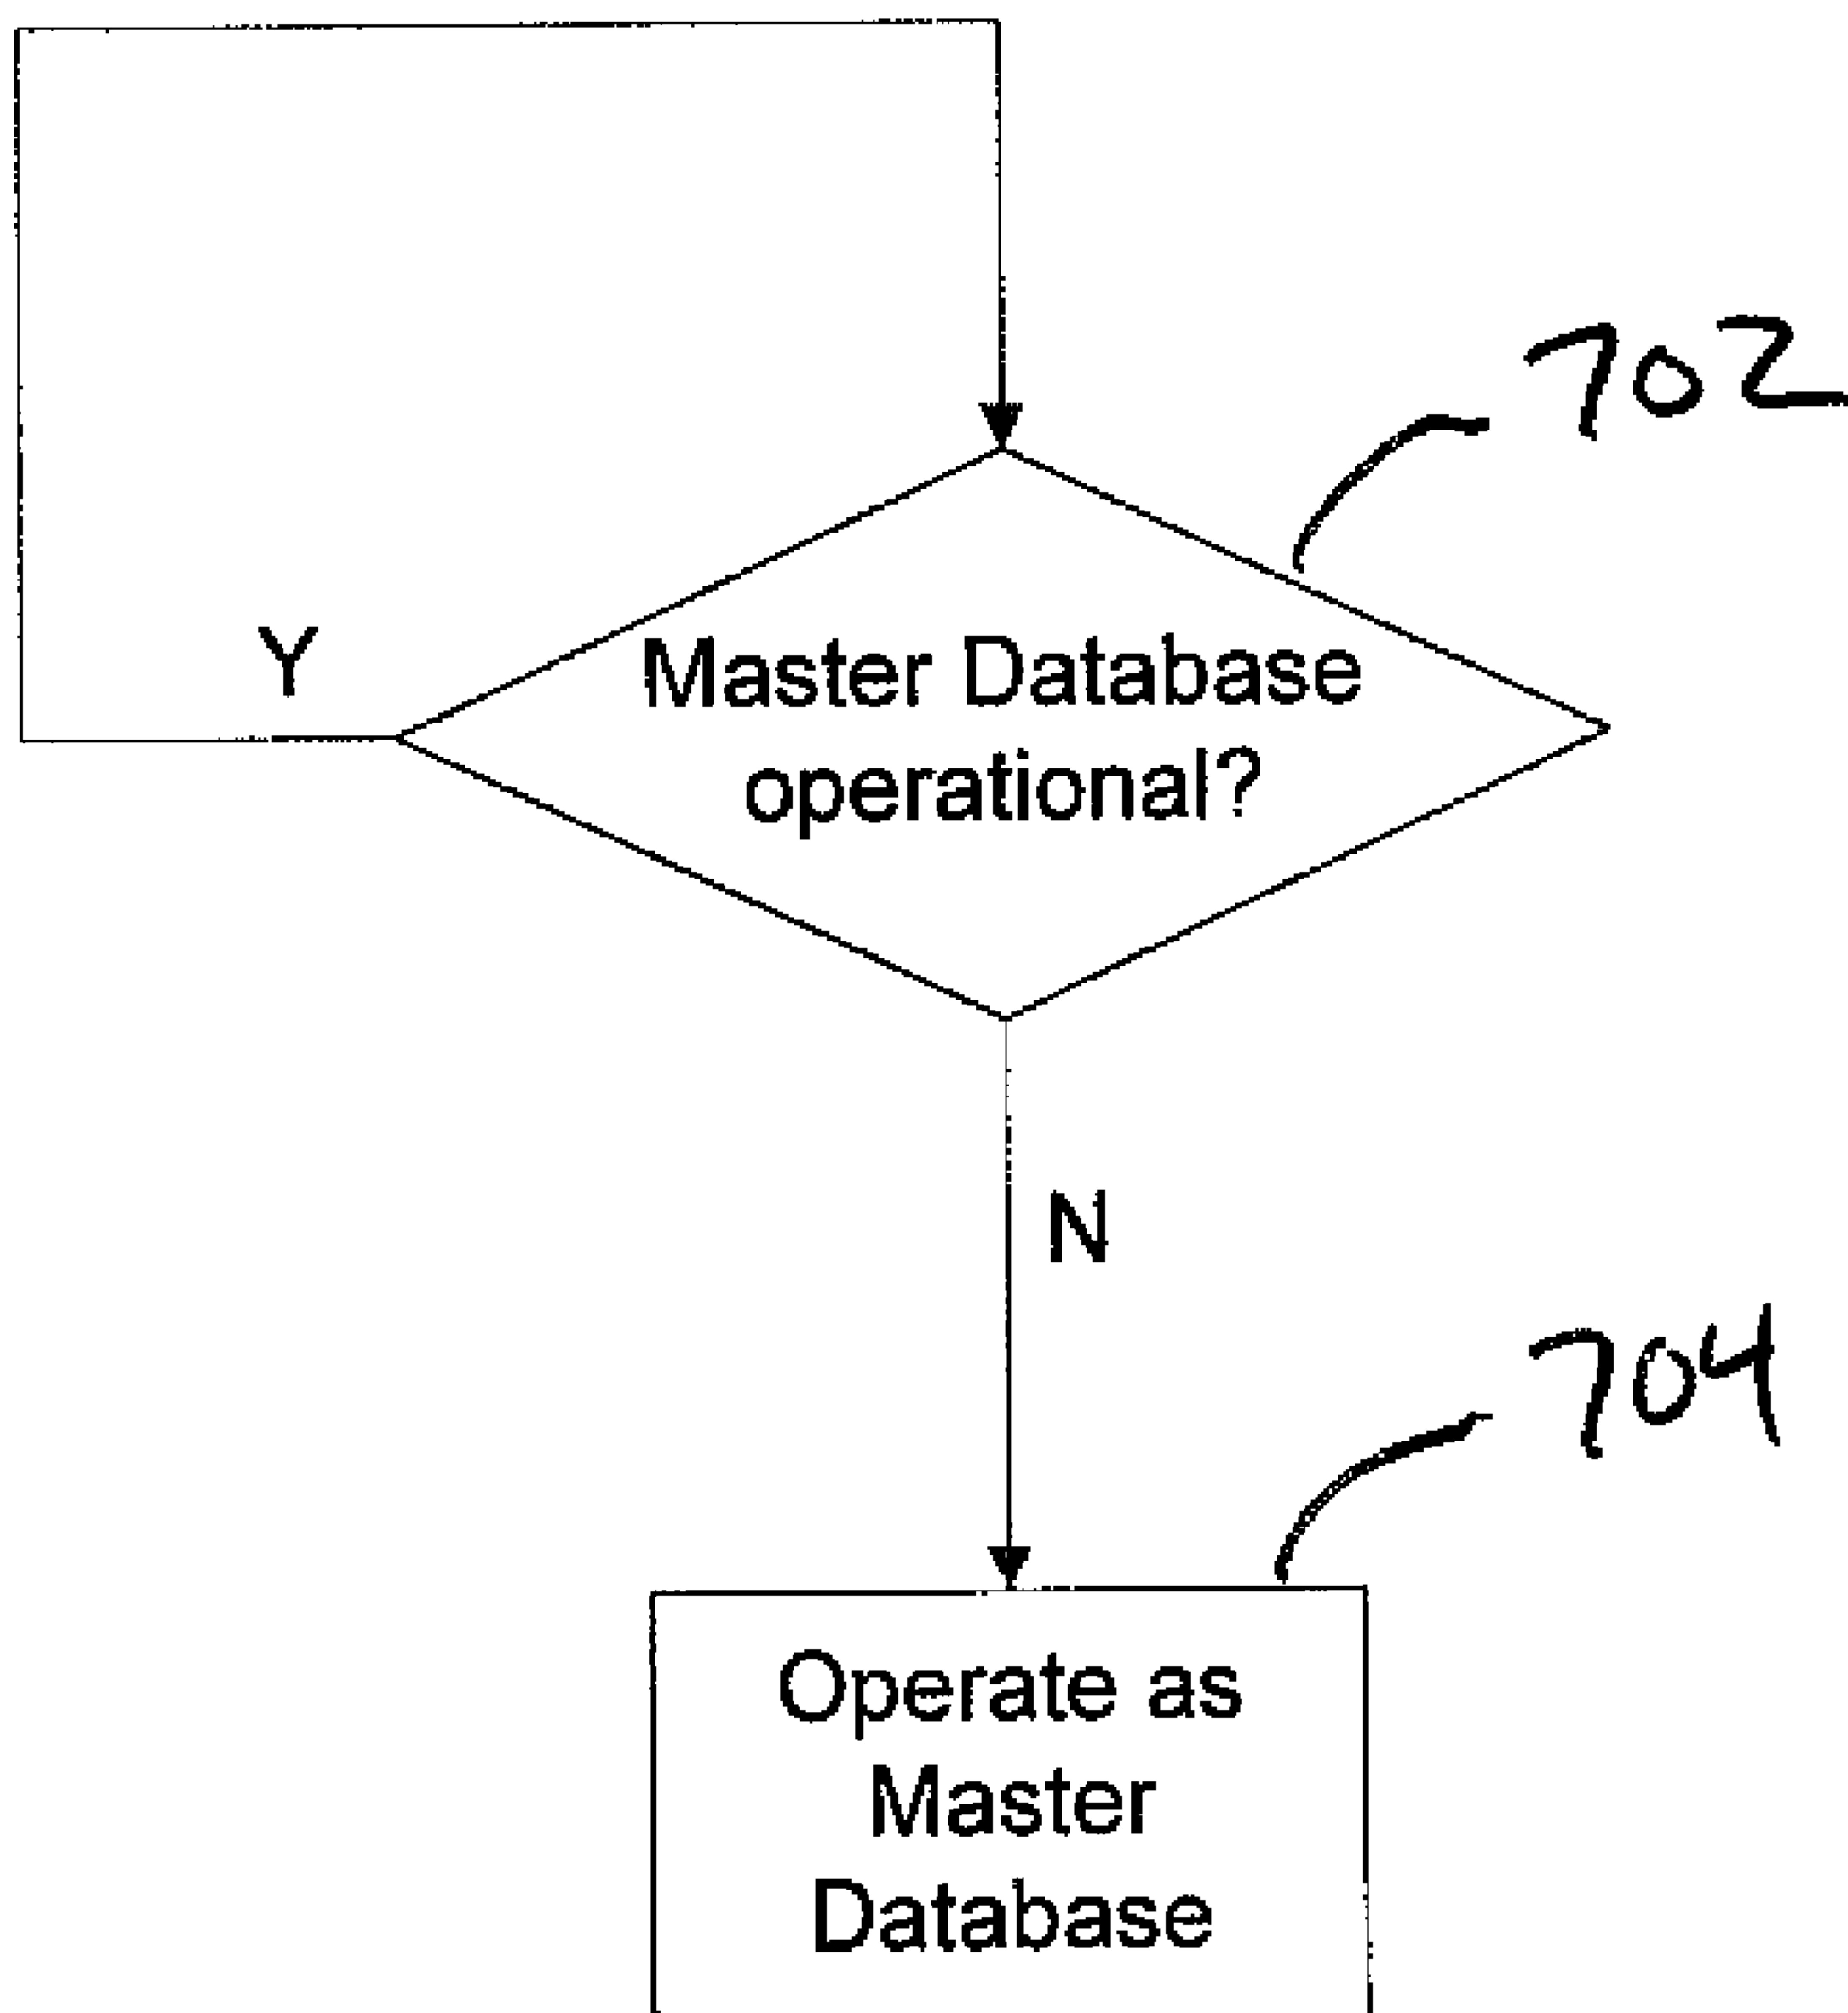 702
Y
Master Database
operational?
N
704
Operate as
Master
Database